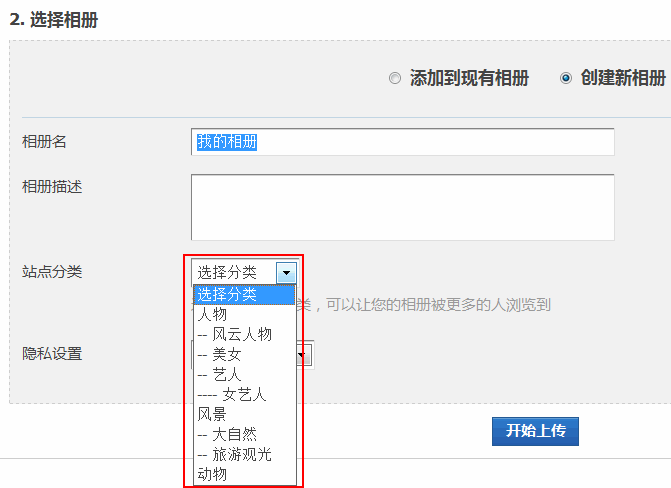 2. 选择相册
添加到现有相册 创建新相册
相册名 我的相册
相册描述
站点分类 选择分类
选择分类
类，可以让您的相册被更多的人浏览到
人物
-- 风云人物
隐私设置
-- 美女
-- 艺人
---- 女艺人
风景
-- 大自然
开始上传
-- 旅游观光
动物